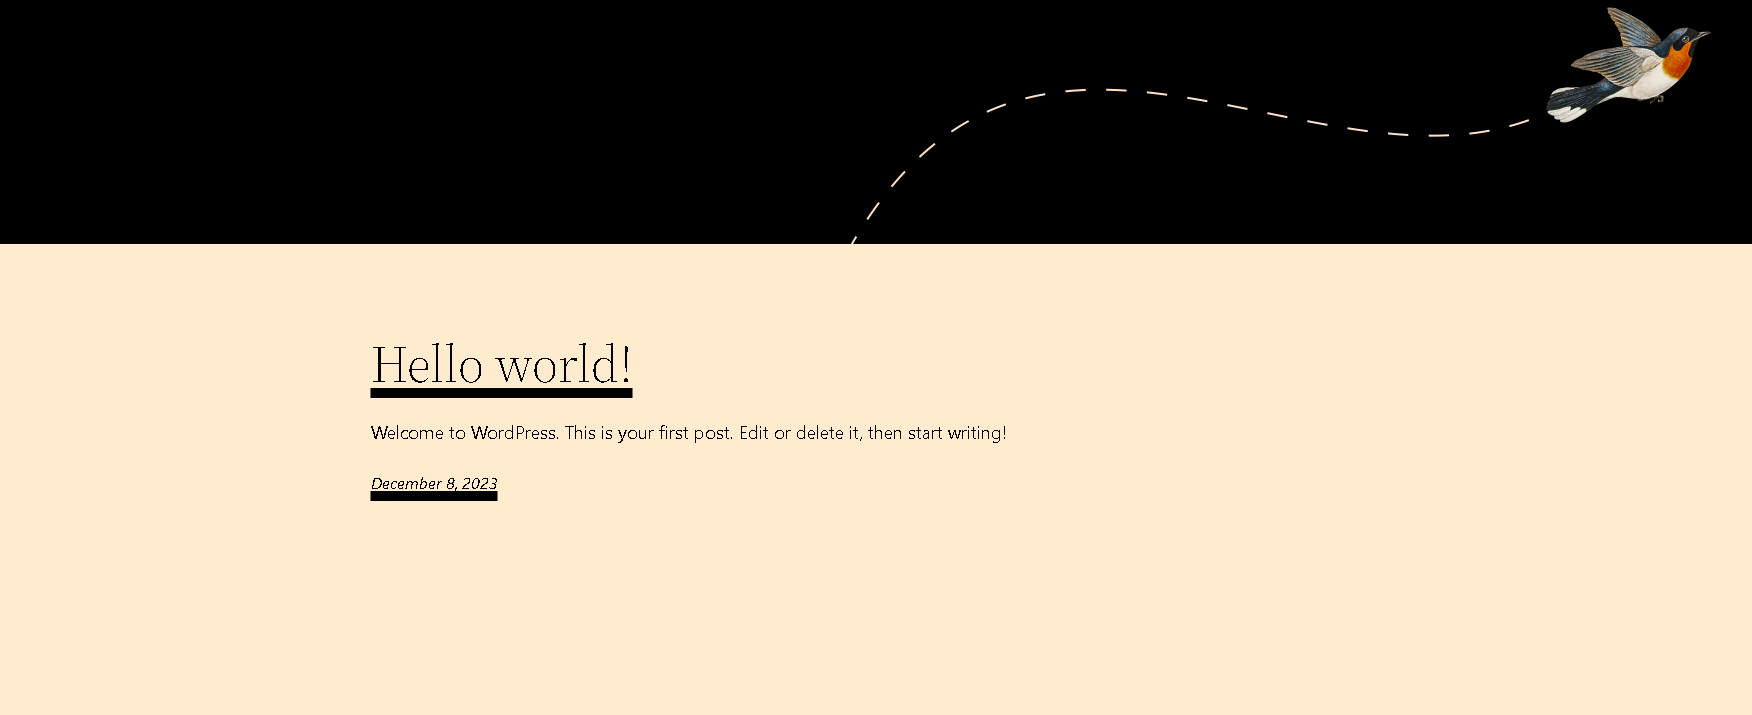 Hello world!
Welcome to WordPress. This is your first post. Edit or delete it, then start writing!
December 8, 2023